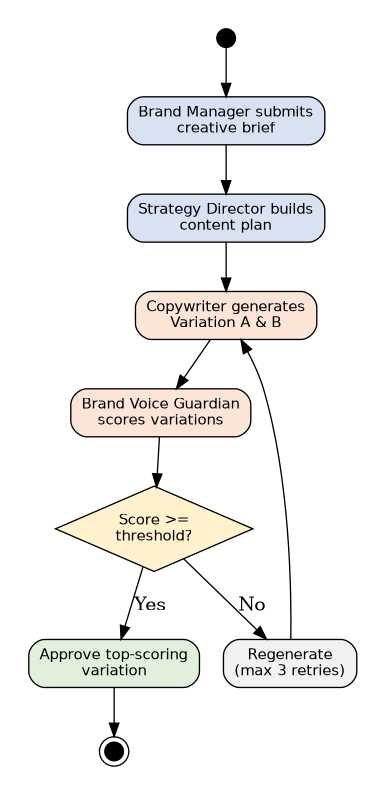 Brand Manager submits
creative brief
Strategy Director builds
content plan
Copywriter generates
Variation A & B
Brand Voice Guardian
scores variations
Score >=
threshold?
Yes
No
Approve top-scoring
variation
Regenerate
(max 3 retries)